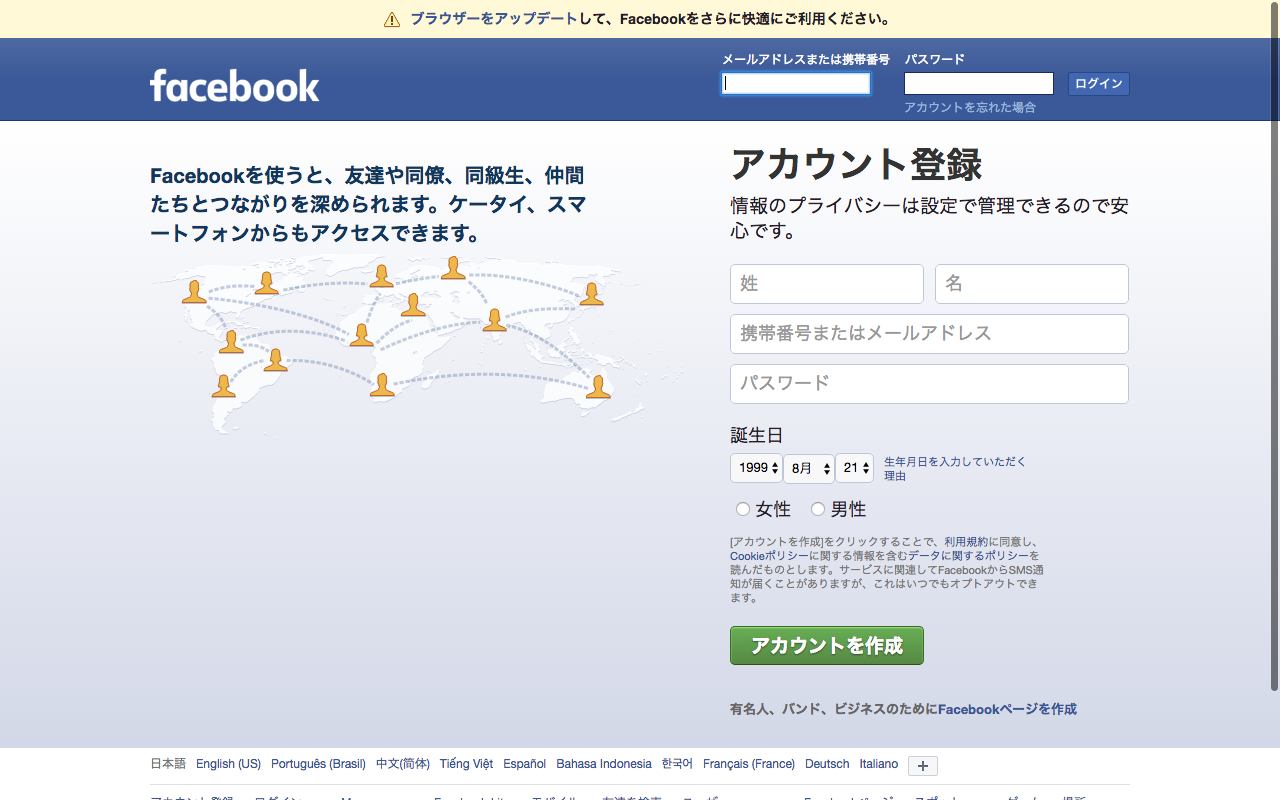 ブラウザーをアップデートして、Facebookをさらに快適にご利用ください。
facebook
メールアドレスまたは携帯番号
パスワード
ログイン
アカウントを忘れた場合
Facebookを使うと、友達や同僚、同級生、仲間
たちとつながりを深められます。ケータイ、スマ
ートフォンからもアクセスできます。
アカウント登録
情報のプライバシーは設定で管理できるので安
心です。
姓 名
携帯番号またはメールアドレス
パスワード
誕生日
1999 8月 21
生年月日を入力していただく
理由
女性 男性
[アカウントを作成]をクリックすることで、利用規約に同意し、
Cookieポリシーに関する情報を含むデータに関するポリシーを
読んだものとします。サービスに関連してFacebookからSMS通
知が届くことがありますが、これはいつでもオプトアウトでき
ます。
アカウントを作成
有名人、バンド、ビジネスのためにFacebookページを作成
日本語 English (US) Português (Brasil) 中文(简体) Tiếng Việt Español Bahasa Indonesia 한국어 Français (France) Deutsch Italiano +